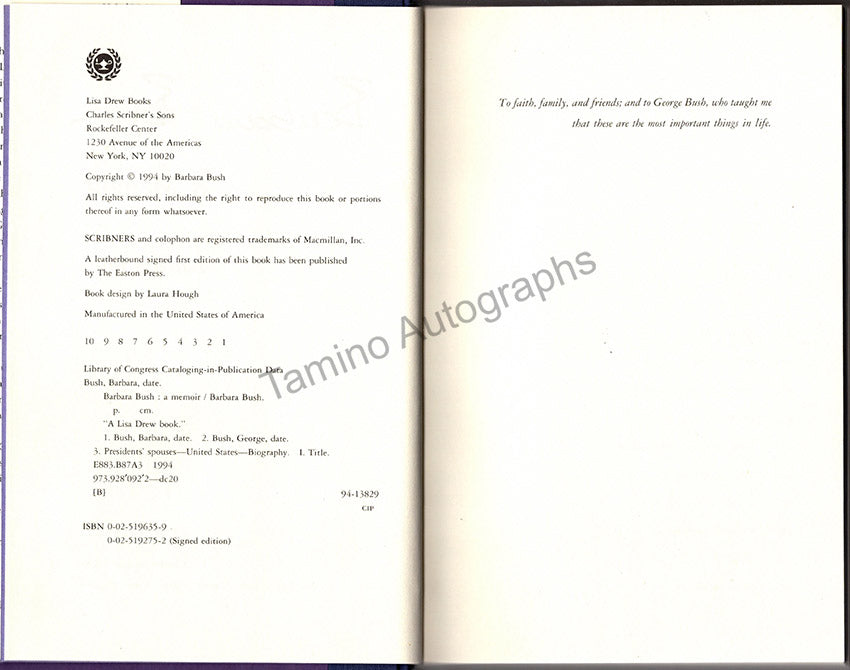 Lisa Drew Books
Charles Scribner's Sons
Rockefeller Center
1230 Avenue of the Americas
New York, NY 10020
Copyright © 1994 by Barbara Bush
All rights reserved, including the right to reproduce this book or portions
thereof in any form whatsoever.
SCRIBNERS and colophon are registered trademarks of Macmillan, Inc.
A leatherbound signed first edition of this book has been published
by The Easton Press.
Book design by Laura Hough
Manufactured in the United States of America
10 9 8 7 6 5 4 3 2 1
Library of Congress Cataloging-in-Publication Data
Bush, Barbara, date.
Barbara Bush : a memoir / Barbara Bush.
p. cm.
"A Lisa Drew book."
1. Bush, Barbara, date. 2. Bush, George, date.
3. Presidents' spouses—United States—Biography. I. Title.
E883.B87A3 1994
973.928′092′2—dc20
[B] 94-13829
CIP
ISBN 0-02-519635-9
0-02-519275-2 (Signed edition)
To faith, family, and friends; and to George Bush, who taught me
that these are the most important things in life.
Tamino Autographs